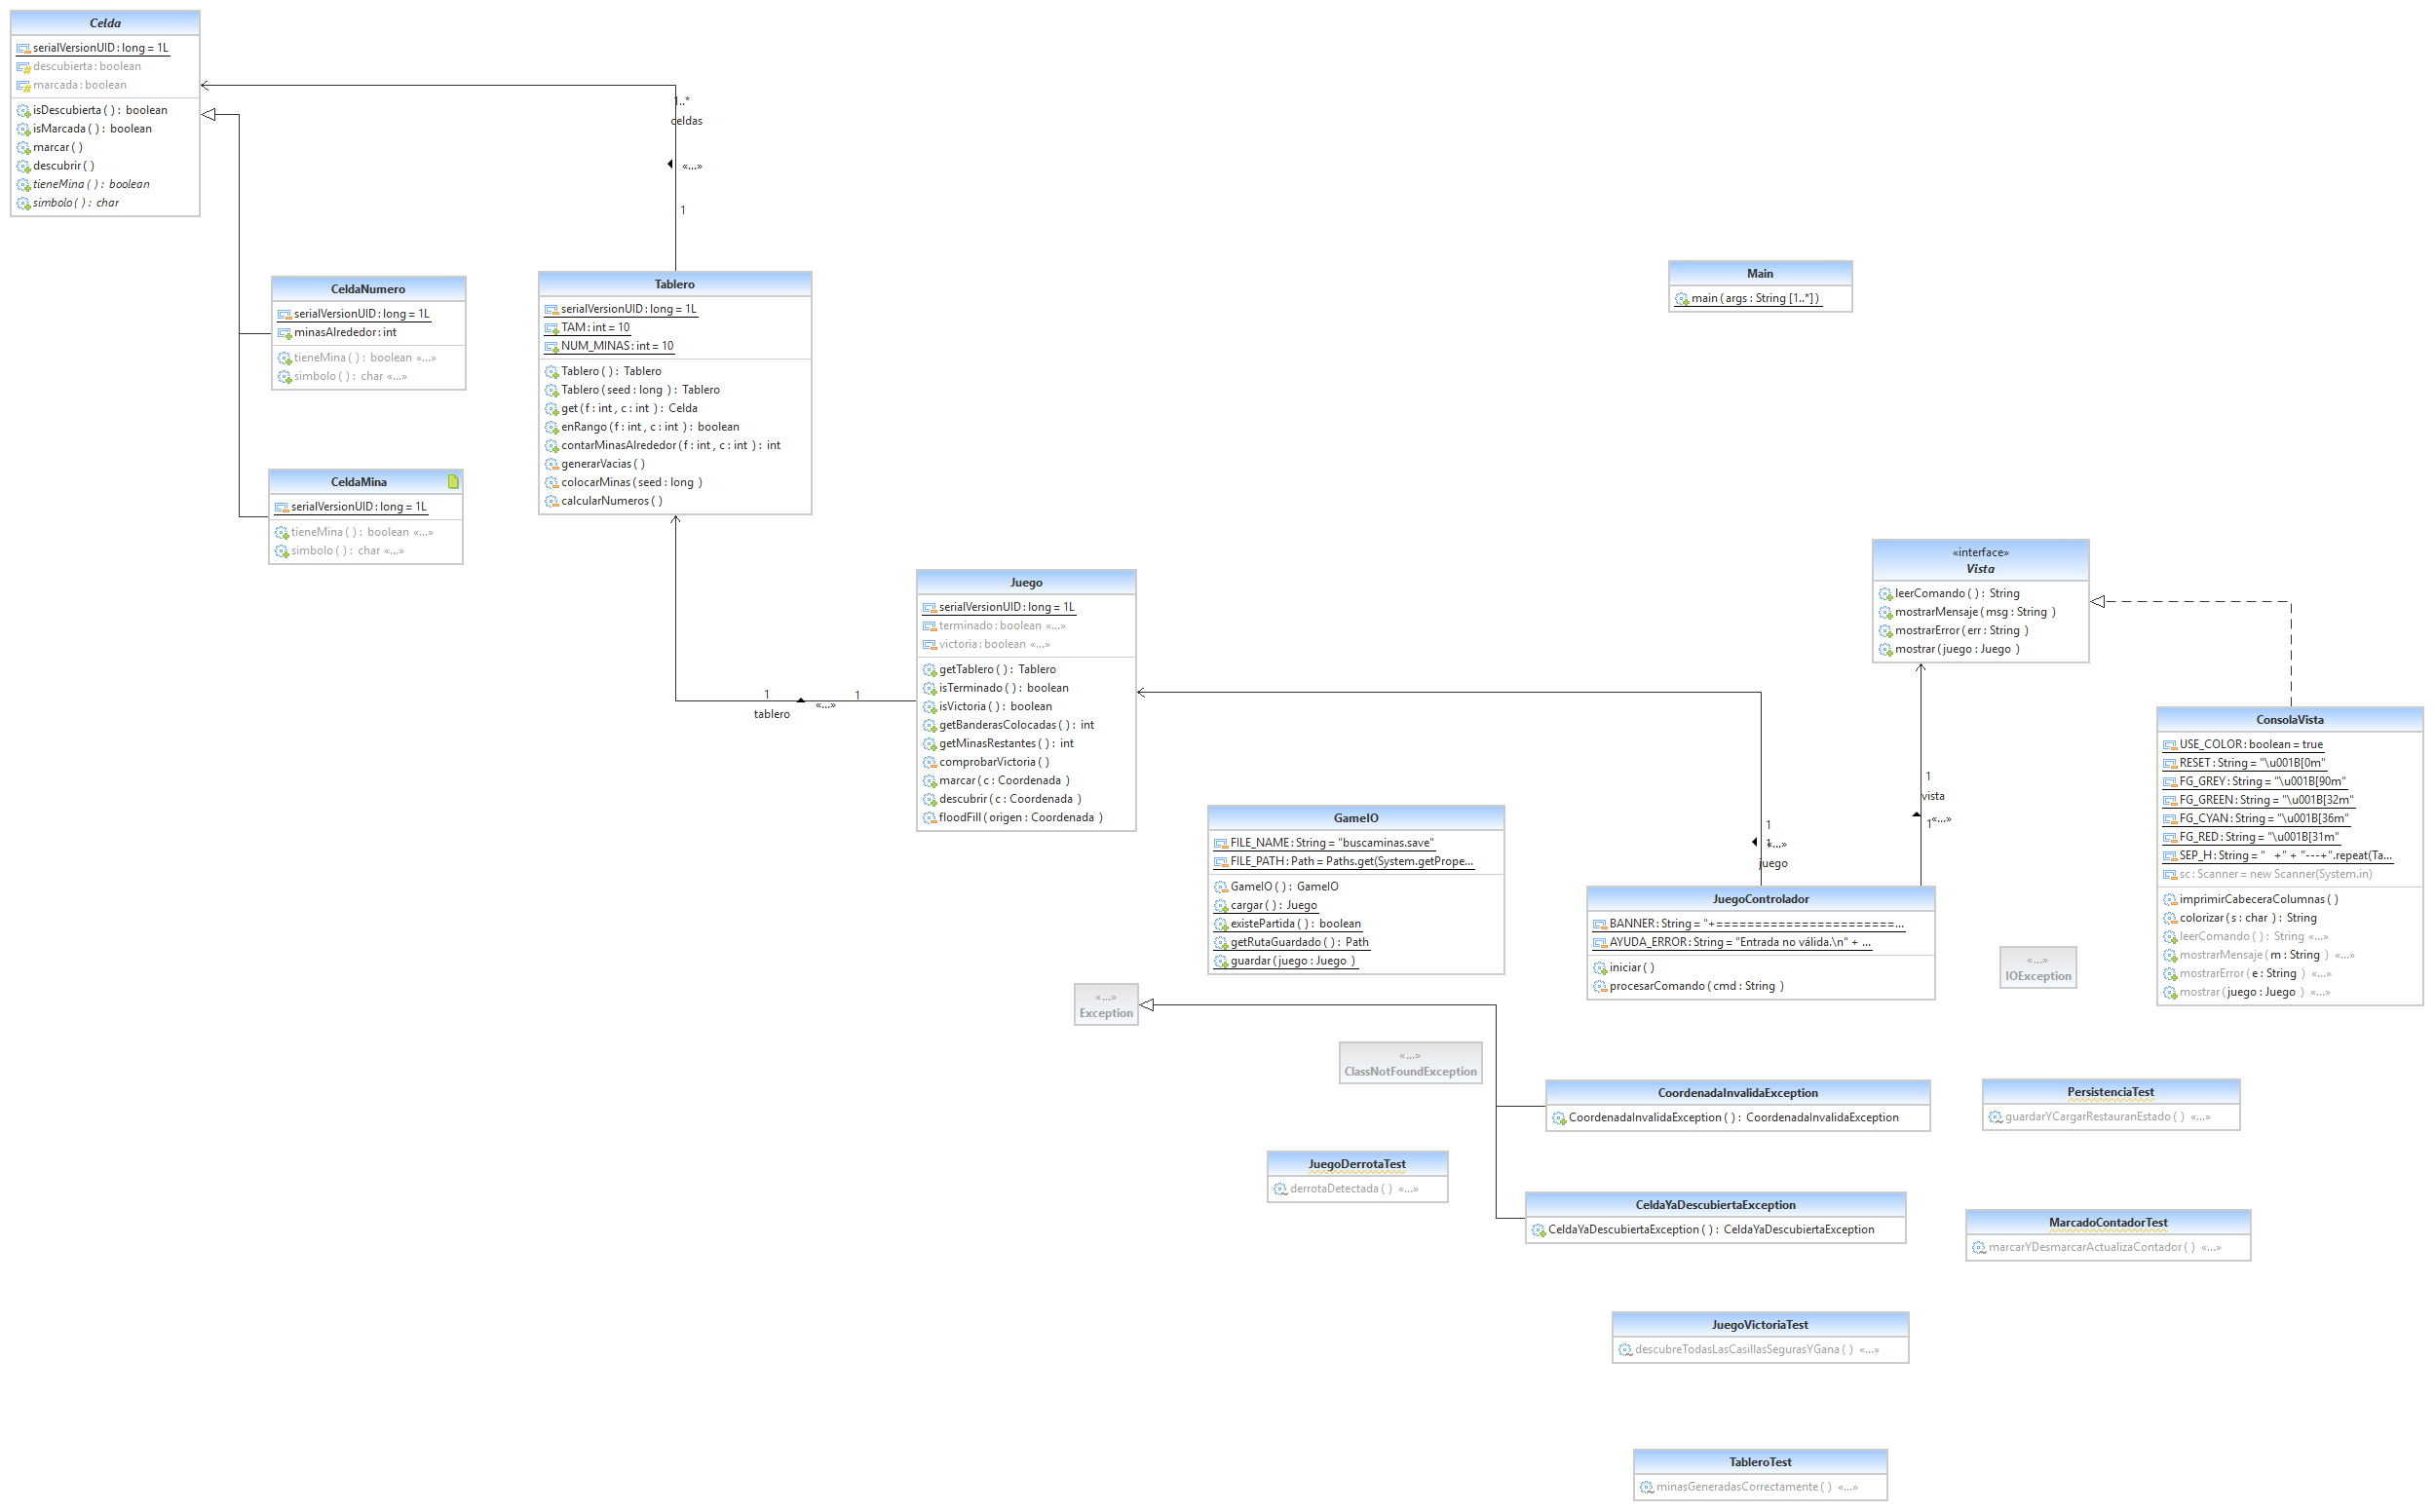 Celda
serialVersionUID : long = 1L
descubierta : boolean
marcada : boolean
isDescubierta ( ) : boolean
isMarcada ( ) : boolean
marcar ( )
descubrir ( )
tieneMina ( ) : boolean
simbolo ( ) : char
1..*
celdas
«...»
1
CeldaNumero
serialVersionUID : long = 1L
minasAlrededor : int
tieneMina ( ) : boolean «...»
simbolo ( ) : char «...»
CeldaMina
serialVersionUID : long = 1L
tieneMina ( ) : boolean «...»
simbolo ( ) : char «...»
Tablero
serialVersionUID : long = 1L
TAM : int = 10
NUM_MINAS : int = 10
Tablero ( ) : Tablero
Tablero ( seed : long ) : Tablero
get ( f : int , c : int ) : Celda
enRango ( f : int , c : int ) : boolean
contarMinasAlrededor ( f : int , c : int ) : int
generarVacias ( )
colocarMinas ( seed : long )
calcularNumeros ( )
Main
main ( args : String [1..*] )
1
tablero
«...»
1
Juego
serialVersionUID : long = 1L
terminado : boolean «...»
victoria : boolean «...»
getTablero ( ) : Tablero
isTerminado ( ) : boolean
isVictoria ( ) : boolean
getBanderasColocadas ( ) : int
getMinasRestantes ( ) : int
comprobarVictoria ( )
marcar ( c : Coordenada )
descubrir ( c : Coordenada )
floodFill ( origen : Coordenada )
«interface»
Vista
leerComando ( ) : String
mostrarMensaje ( msg : String )
mostrarError ( err : String )
mostrar ( juego : Juego )
1
vista
«...»
1
ConsolaVista
USE_COLOR : boolean = true
RESET : String = "\u001B[0m"
FG_GREY : String = "\u001B[90m"
FG_GREEN : String = "\u001B[32m"
FG_CYAN : String = "\u001B[36m"
FG_RED : String = "\u001B[31m"
SEP_H : String = "   +" + "---+".repeat(Ta...
sc : Scanner = new Scanner(System.in)
imprimirCabeceraColumnas ( )
colorizar ( s : char ) : String
leerComando ( ) : String «...»
mostrarMensaje ( m : String ) «...»
mostrarError ( e : String ) «...»
mostrar ( juego : Juego ) «...»
GameIO
FILE_NAME : String = "buscaminas.save"
FILE_PATH : Path = Paths.get(System.getPrope...
GameIO ( ) : GameIO
cargar ( ) : Juego
existePartida ( ) : boolean
getRutaGuardado ( ) : Path
guardar ( juego : Juego )
1
1
«...»
juego
JuegoControlador
BANNER : String = "+=======================...
AYUDA_ERROR : String = "Entrada no válida.\n" + ...
iniciar ( )
procesarComando ( cmd : String )
«...»
IOException
«...»
Exception
«...»
ClassNotFoundException
CoordenadaInvalidaException
CoordenadaInvalidaException ( ) : CoordenadaInvalidaException
PersistenciaTest
guardarYCargarRestauranEstado ( ) «...»
JuegoDerrotaTest
derrotaDetectada ( ) «...»
CeldaYaDescubiertaException
CeldaYaDescubiertaException ( ) : CeldaYaDescubiertaException
MarcadoContadorTest
marcarYDesmarcarActualizaContador ( ) «...»
JuegoVictoriaTest
descubreTodasLasCasillasSegurasYGana ( ) «...»
TableroTest
minasGeneradasCorrectamente ( ) «...»